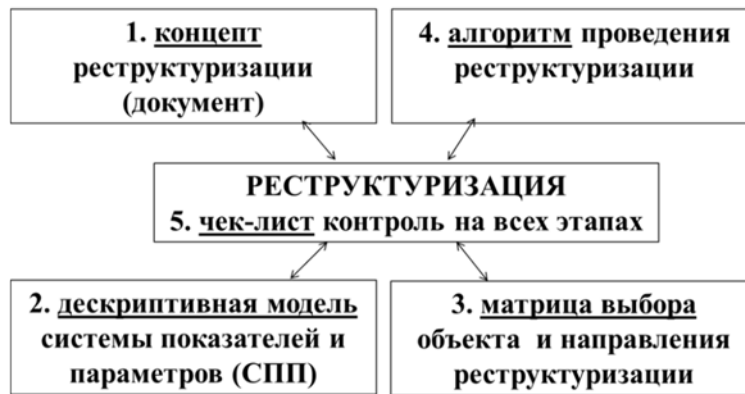 1. концепт
реструктуризации
(документ)
4. алгоритм проведения
реструктуризации
РЕСТРУКТУРИЗАЦИЯ
5. чек-лист контроль на всех этапах
2. дескриптивная модель
системы показателей и
параметров (СПП)
3. матрица выбора
объекта и направления
реструктуризации